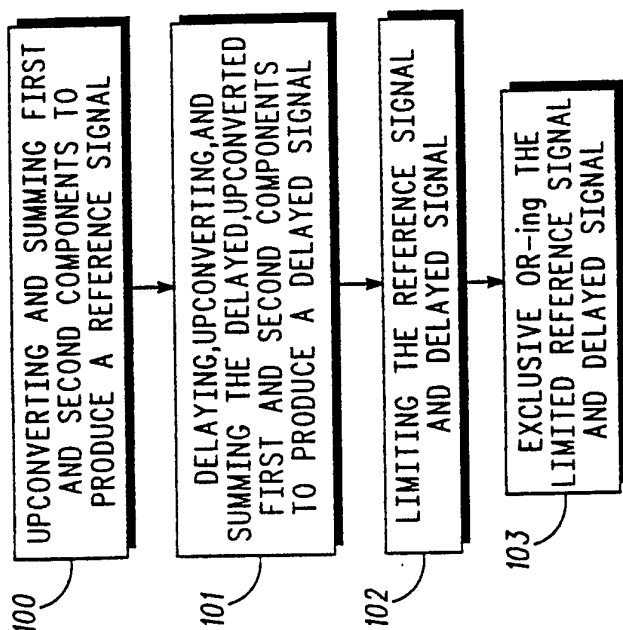 100
UPCONVERTING AND SUMMING FIRST
AND SECOND COMPONENTS TO
PRODUCE A REFERENCE SIGNAL
101
DELAYING,UPCONVERTING,AND
SUMMING THE DELAYED,UPCONVERTED
FIRST AND SECOND COMPONENTS
TO PRODUCE A DELAYED SIGNAL
102
LIMITING THE REFERENCE SIGNAL
AND DELAYED SIGNAL
103
EXCLUSIVE OR-ing THE
LIMITED REFERENCE SIGNAL
AND DELAYED SIGNAL